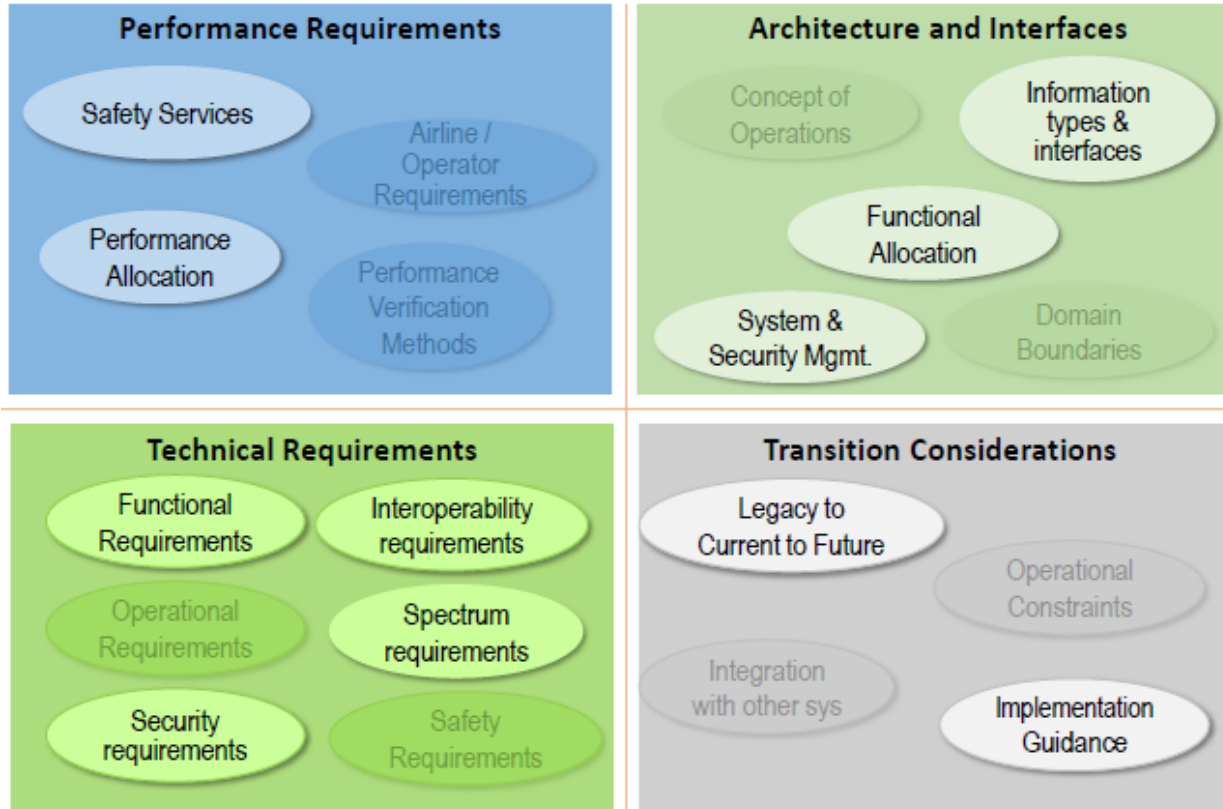 Performance Requirements
Safety Services
Airline /
Operator
Requirements
Performance
Allocation
Performance
Verification
Methods
Architecture and Interfaces
Concept of
Operations
Information
types &
interfaces
Functional
Allocation
System &
Security Mgmt.
Domain
Boundaries
Technical Requirements
Functional
Requirements
Interoperability
requirements
Operational
Requirements
Spectrum
requirements
Security
requirements
Safety
Requirements
Transition Considerations
Legacy to
Current to Future
Operational
Constraints
Integration
with other sys
Implementation
Guidance